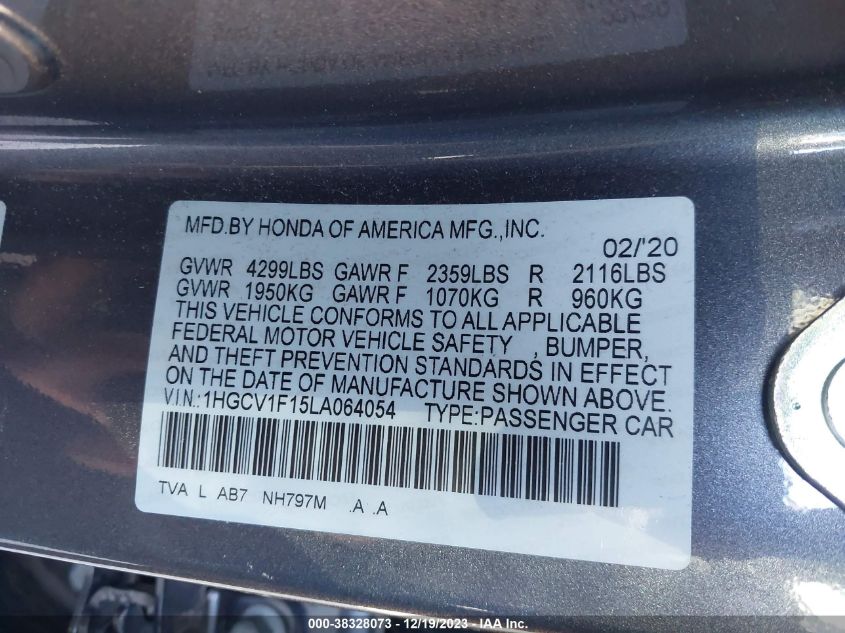 MFD.BY HONDA OF AMERICA MFG.,INC.
02/'20
GVWR 4299LBS GAWR F 2359LBS R 2116LBS
GVWR 1950KG GAWR F 1070KG R 960KG
THIS VEHICLE CONFORMS TO ALL APPLICABLE
FEDERAL MOTOR VEHICLE SAFETY , BUMPER,
AND THEFT PREVENTION STANDARDS IN EFFECT
ON THE DATE OF MANUFACTURE SHOWN ABOVE.
VIN:1HGCV1F15LA064054 TYPE:PASSENGER CAR
TVA L AB7 NH797M .A .A
000-38328073 - 12/19/2023 - © IAA Inc.